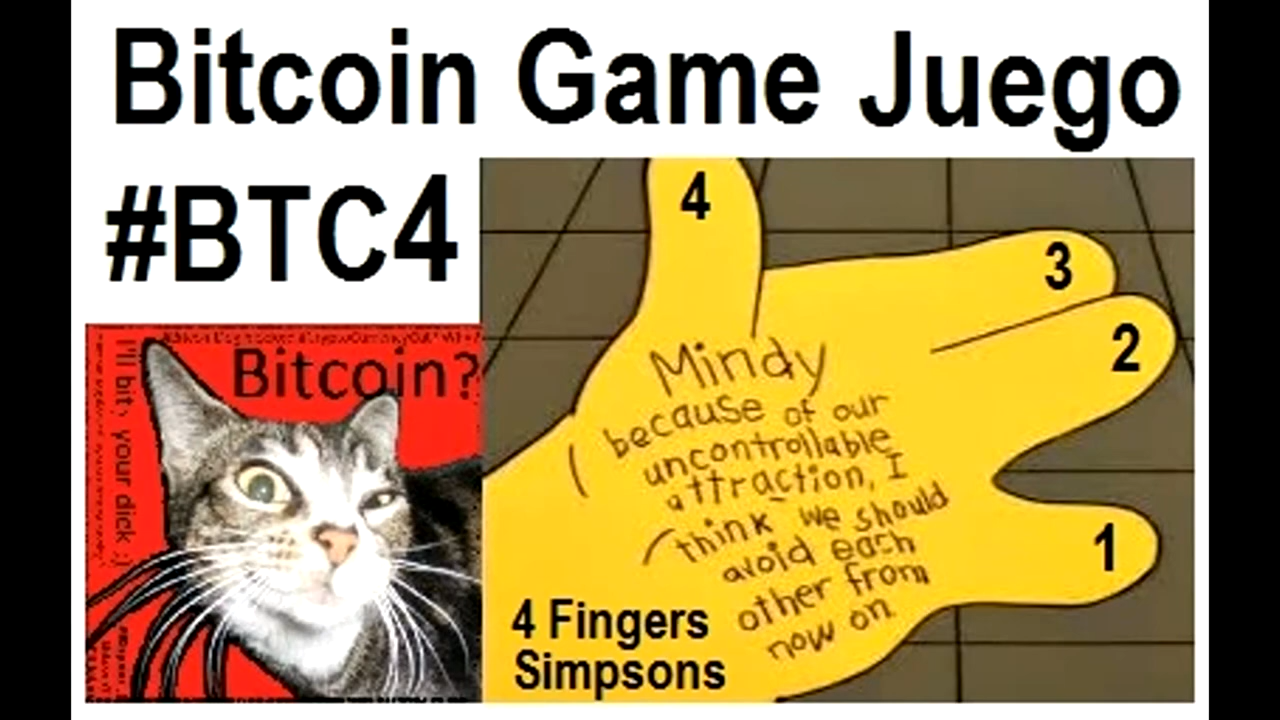 Bitcoin Game Juego
#BTC4
4
3
2
1
Mindy
because of our
uncontrollable
attraction, I
think we should
avoid each
other from
now on
4 Fingers
Simpsons
Bitcoin?
I'll bit, your dick :)